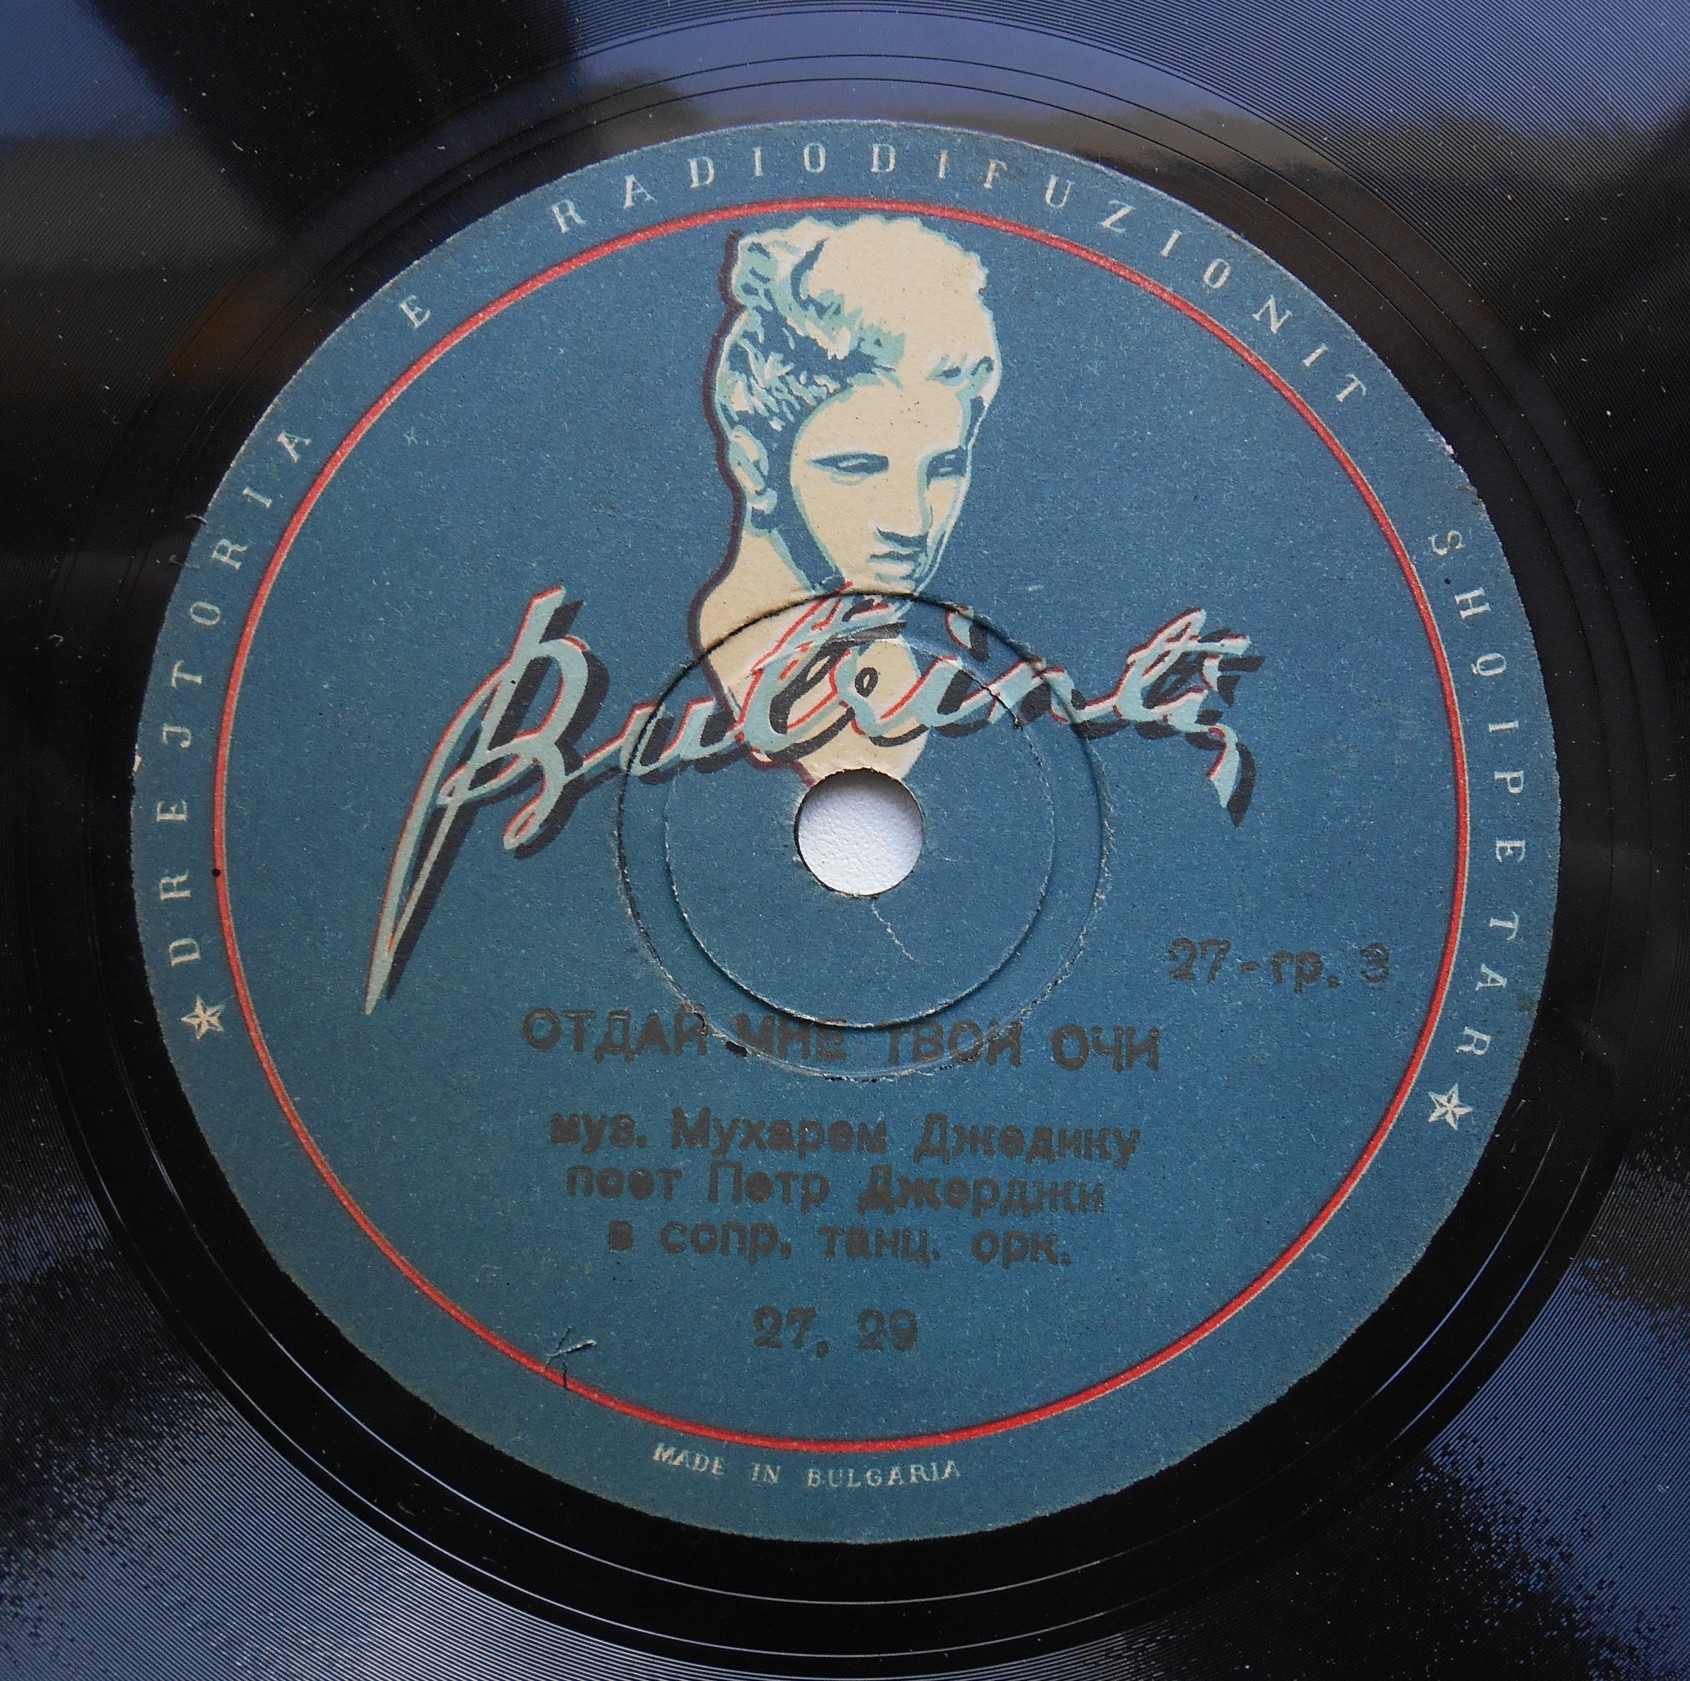 DREJTORIA E RADIODIFUZIONIT SHQIPETAR
Butrinti
27-гр. 3
ОТДАЙ МНЕ ТВОИ ОЧИ
муз. Мухарем Джедику
поет Петр Джерджи
в сопр. танц. орк.
27, 29
MADE IN BULGARIA